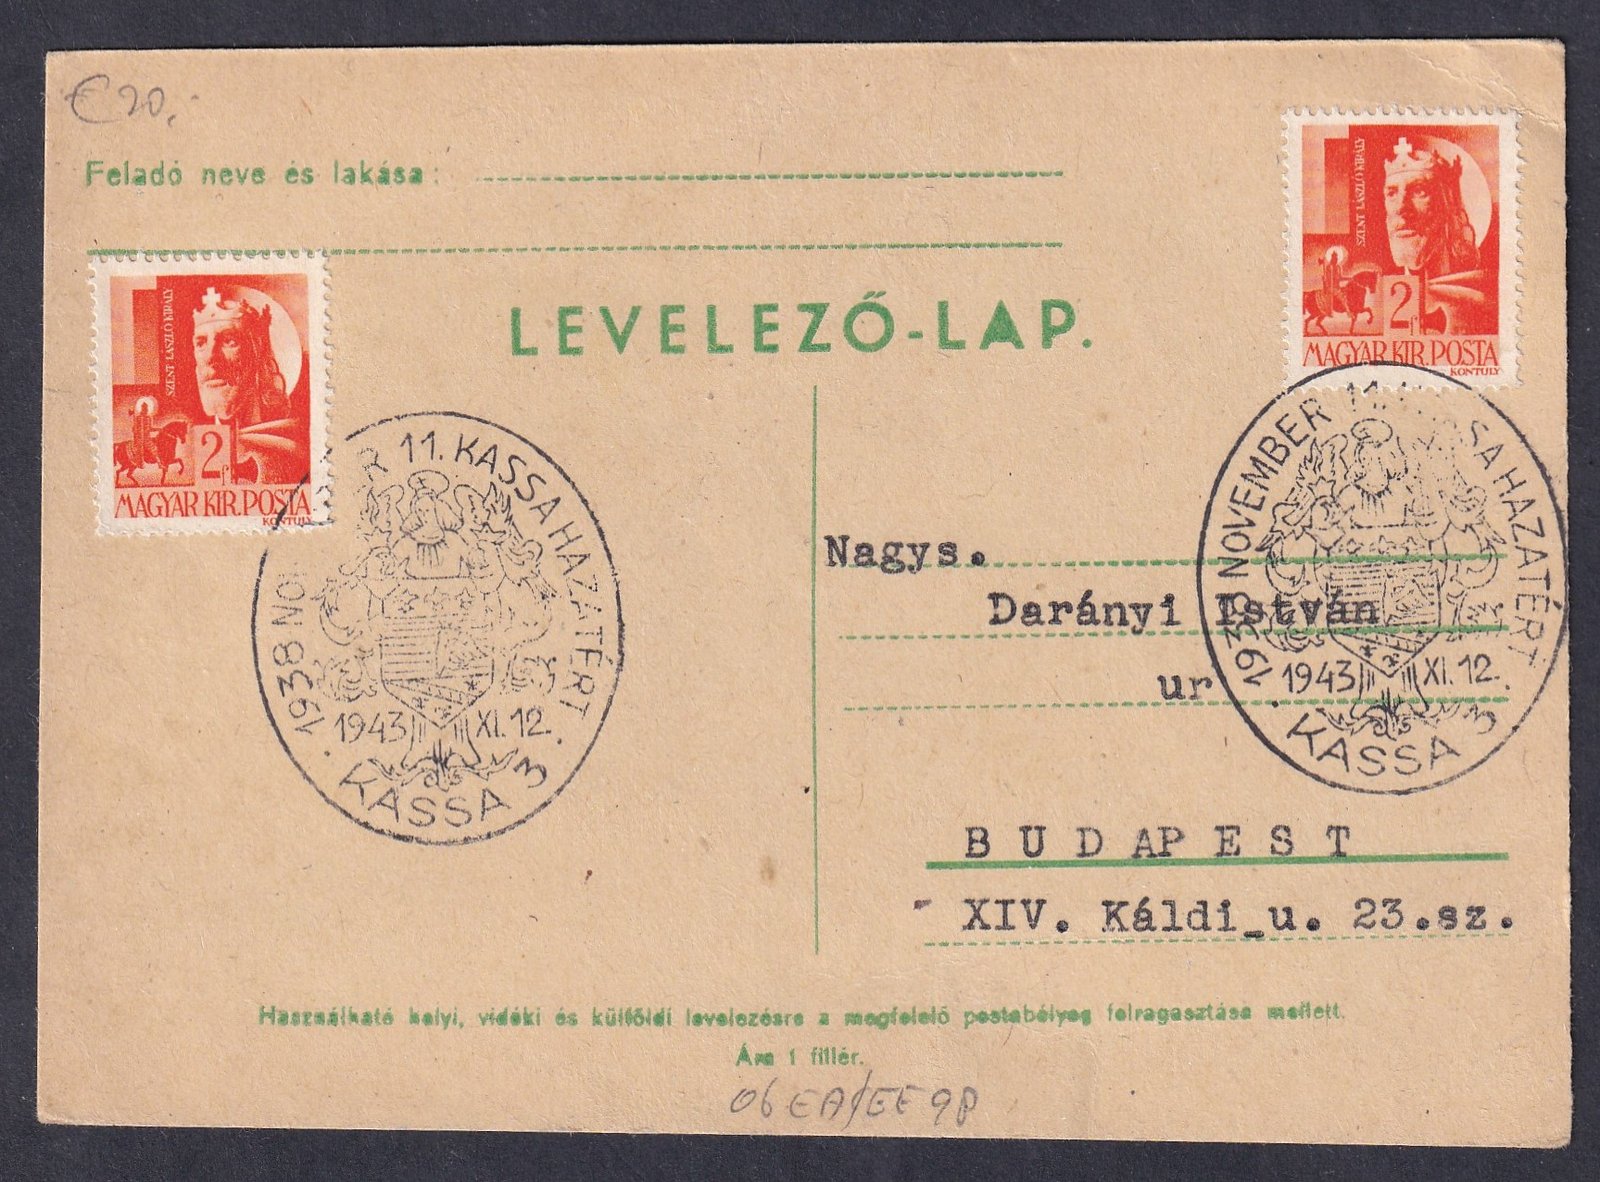 €20,-
Feladó neve és lakása:
SZENT LÁSZLÓ KIRÁLY
2f
MAGYAR KIR. POSTA
KONTULY
SZENT LÁSZLÓ KIRÁLY
2f
MAGYAR KIR. POSTA
KONTULY
LEVELEZŐ-LAP.
1938 NO R 11. KASSA HAZATÉRT
1943 XI. 12.
KASSA 3
1938 NOVEMBER 11. KASSA HAZATÉRT
1943 XI. 12.
KASSA 3
Nagys.
Darányi István
ur
BUDAPEST
XIV. Káldi_u. 23.sz.
Használható helyi, vidéki és külföldi levelezésre a megfelelő postabélyeg felragasztása mellett.
Ára 1 fillér.